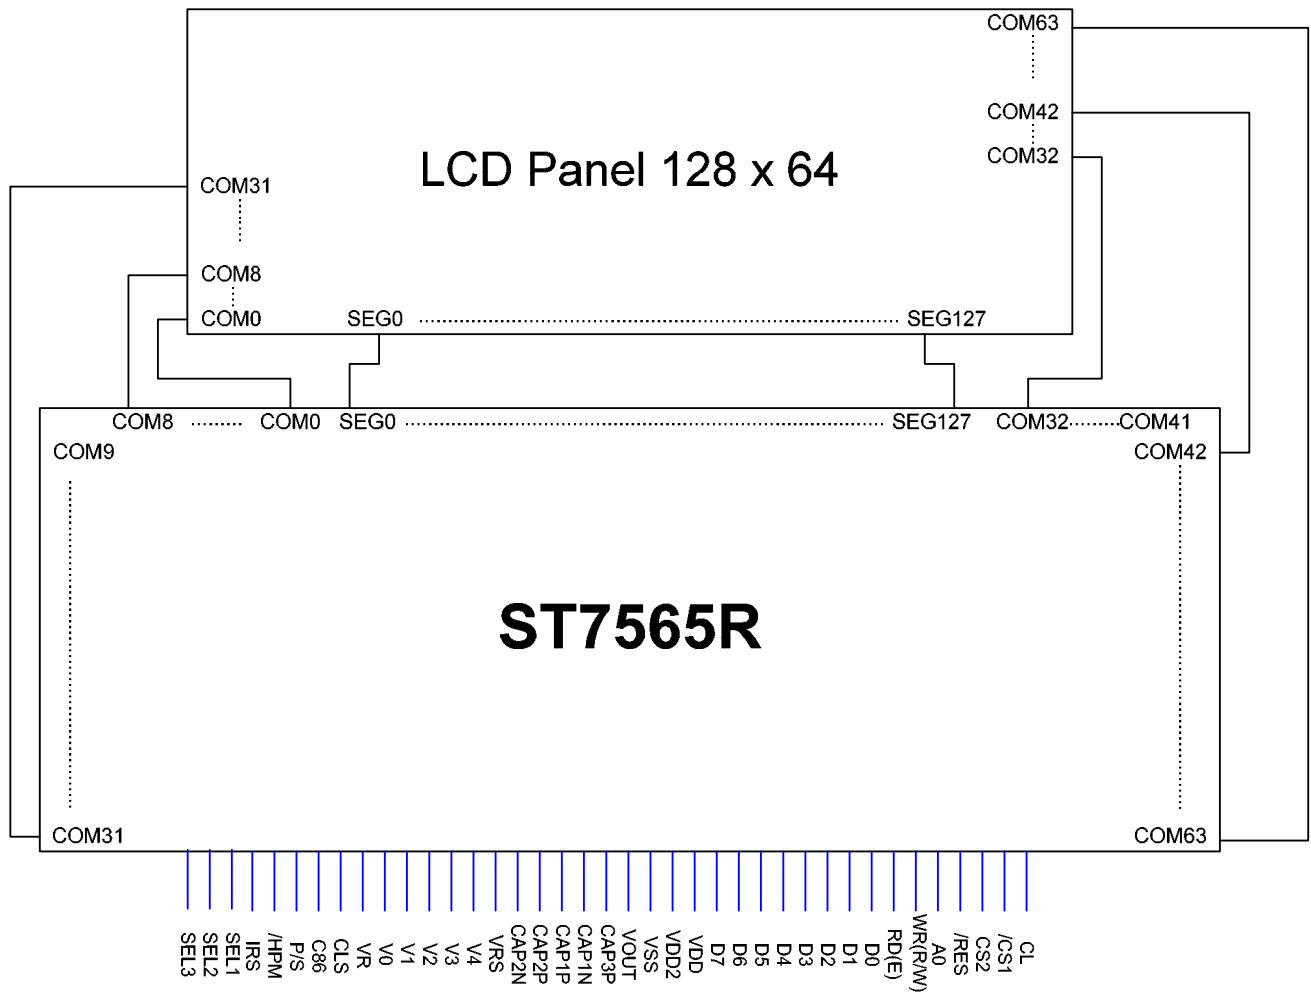 COM63
COM42
LCD Panel 128 x 64
COM32
COM31
COM8
COM0 SEG0 SEG127
COM8 COM0 SEG0 SEG127 COM32 COM41
COM9 COM42
ST7565R
COM31 COM63
SEL3
SEL2
SEL1
IRS
/HPM
P/S
C86
CLS
VR
V0
V1
V2
V3
V4
VRS
CAP2N
CAP2P
CAP1P
CAP1N
CAP3P
VOUT
VSS
VDD2
VDD
D7
D6
D5
D4
D3
D2
D1
D0
RD(E)
WR(R/W)
A0
/RES
CS2
/CS1
CL